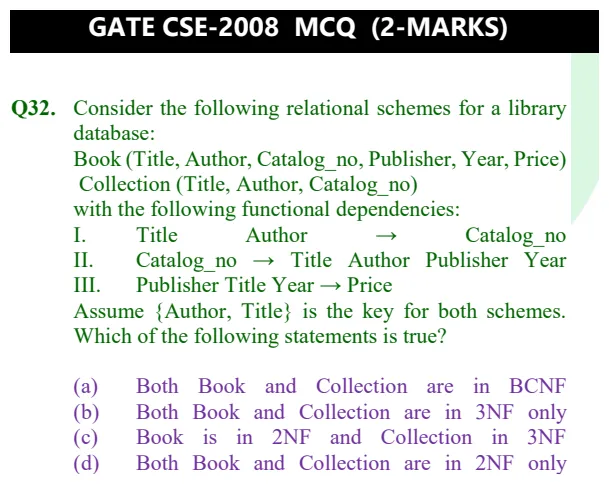 GATE CSE-2008 MCQ (2-MARKS)
Q32. Consider the following relational schemes for a library
database:
Book (Title, Author, Catalog_no, Publisher, Year, Price)
Collection (Title, Author, Catalog_no)
with the following functional dependencies:
I. Title Author → Catalog_no
II. Catalog_no → Title Author Publisher Year
III. Publisher Title Year → Price
Assume {Author, Title} is the key for both schemes.
Which of the following statements is true?
(a) Both Book and Collection are in BCNF
(b) Both Book and Collection are in 3NF only
(c) Book is in 2NF and Collection in 3NF
(d) Both Book and Collection are in 2NF only